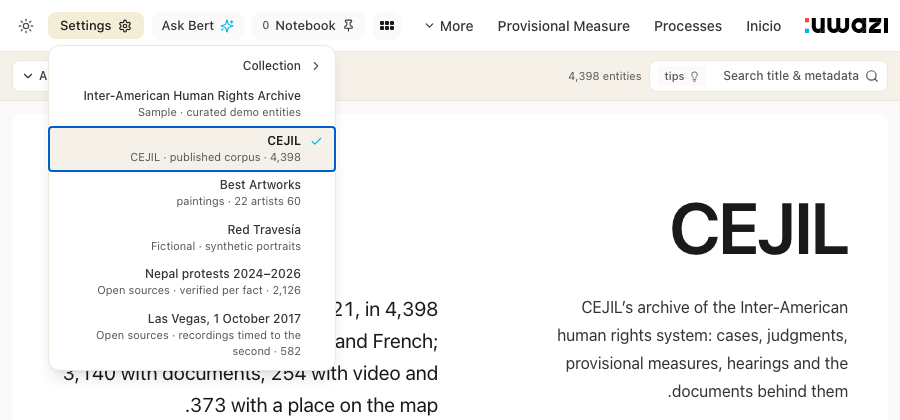 Settings
Ask Bert
0 Notebook
More
Provisional Measure
Processes
Inicio
:uwazi
A
4,398 entities
tips
Search title & metadata
Collection
Inter-American Human Rights Archive
Sample · curated demo entities
CEJIL
CEJIL · published corpus · 4,398
Best Artworks
paintings · 22 artists 60
Red Travesía
Fictional · synthetic portraits
Nepal protests 2024–2026
Open sources · verified per fact · 2,126
Las Vegas, 1 October 2017
Open sources · recordings timed to the
second · 582
CEJIL
CEJIL's archive of the Inter-American
human rights system: cases, judgments,
provisional measures, hearings and the
.documents behind them
21, in 4,398
and French;
3,140 with documents, 254 with video and
.373 with a place on the map